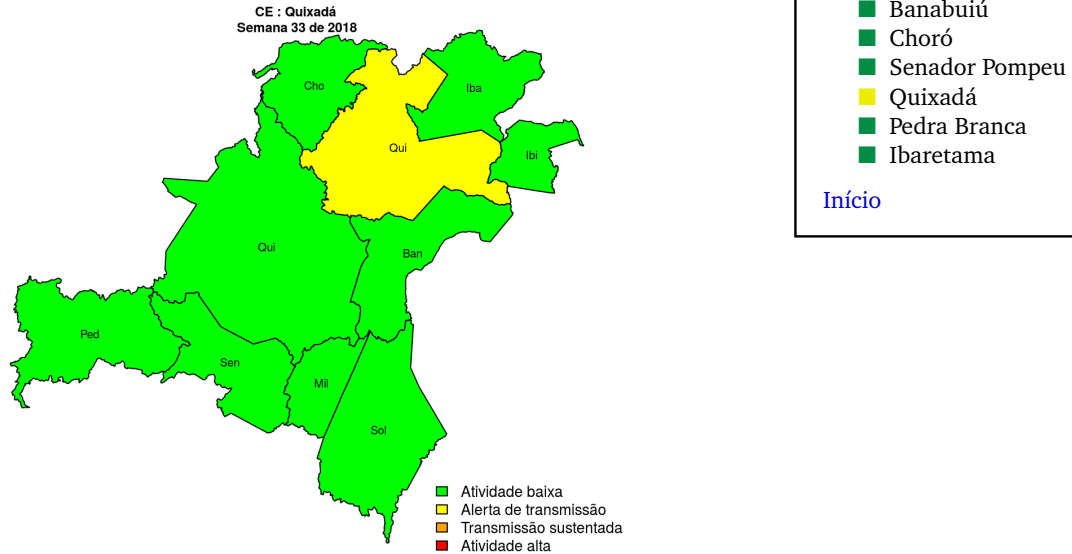 CE : Quixadá
Semana 33 de 2018
Cho
Iba
Qui
Ibi
Qui
Ban
Ped
Sen
Mil
Sol
Atividade baixa
Alerta de transmissão
Transmissão sustentada
Atividade alta
Banabuiú
Choró
Senador Pompeu
Quixadá
Pedra Branca
Ibaretama
Início